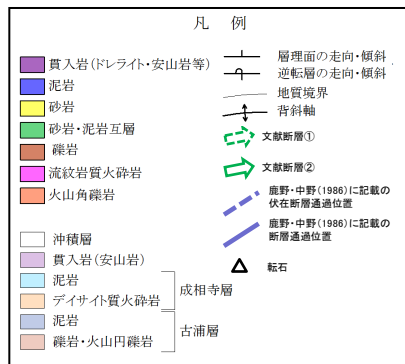 凡 例
貫入岩(ドレライト・安山岩等)
泥岩
砂岩
砂岩・泥岩互層
礫岩
流紋岩質火砕岩
火山角礫岩
沖積層
貫入岩(安山岩)
泥岩
デイサイト質火砕岩
成相寺層
泥岩
礫岩・火山円礫岩
古浦層
層理面の走向・傾斜
逆転層の走向・傾斜
地質境界
背斜軸
文献断層①
文献断層②
鹿野・中野(1986)に記載の
伏在断層通過位置
鹿野・中野(1986)に記載の
断層通過位置
転石